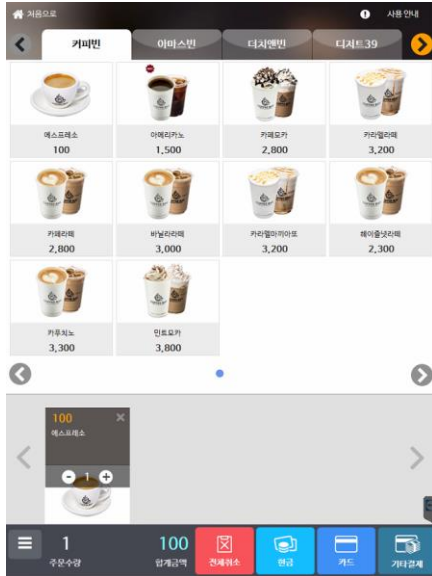 처음으로
사용 안내
커피빈 아마스빈 더치앤빈 디저트39
에스프레소 아메리카노 카페모카 카라멜라떼
100 1,500 2,800 3,200
카페라떼 바닐라라떼 카라멜마끼아또 헤이즐넛라떼
2,800 3,000 3,200 2,300
카푸치노 민트모카
3,300 3,800
100
에스프레소
1
1 100
주문수량 합계금액 전체취소 현금 카드 기타결제